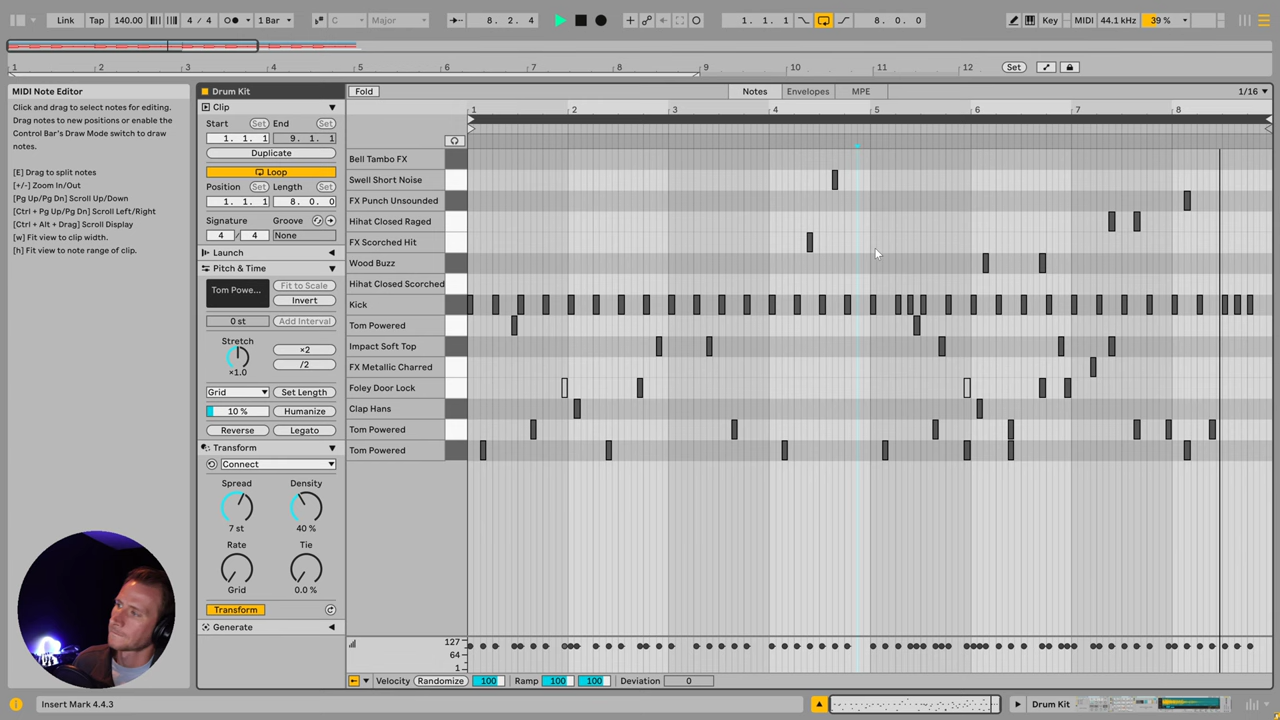 Link Tap 140.00 4 / 4 1 Bar C Major 8. 2. 4 1. 1. 1 8. 0. 0 Key MIDI 44.1 kHz 39 %
1 2 3 4 5 6 7 8 9 10 11 12 Set
MIDI Note Editor
Click and drag to select notes for editing.
Drag notes to new positions or enable the
Control Bar's Draw Mode switch to draw
notes.
[E] Drag to split notes
[+/-] Zoom In/Out
[Pg Up/Pg Dn] Scroll Up/Down
[Ctrl + Pg Up/Pg Dn] Scroll Left/Right
[Ctrl + Alt + Drag] Scroll Display
[w] Fit view to clip width.
[h] Fit view to note range of clip.
Drum Kit
Clip
Start Set End Set
1. 1. 1 9. 1. 1
Duplicate
Loop
Position Set Length Set
1. 1. 1 8. 0. 0
Signature Groove
4 / 4 None
Launch
Pitch & Time
Tom Powe... Fit to Scale
Invert
0 st Add Interval
Stretch
×2
/2
×1.0
Grid Set Length
10 % Humanize
Reverse Legato
Transform
Connect
Spread Density
7 st 40 %
Rate Tie
Grid 0.0 %
Transform
Generate
Fold Notes Envelopes MPE 1/16
1 2 3 4 5 6 7 8
Bell Tambo FX
Swell Short Noise
FX Punch Unsounded
Hihat Closed Raged
FX Scorched Hit
Wood Buzz
Hihat Closed Scorched
Kick
Tom Powered
Impact Soft Top
FX Metallic Charred
Foley Door Lock
Clap Hans
Tom Powered
Tom Powered
127
64
1
Velocity Randomize 100 Ramp 100 100 Deviation 0
Insert Mark 4.4.3 Drum Kit